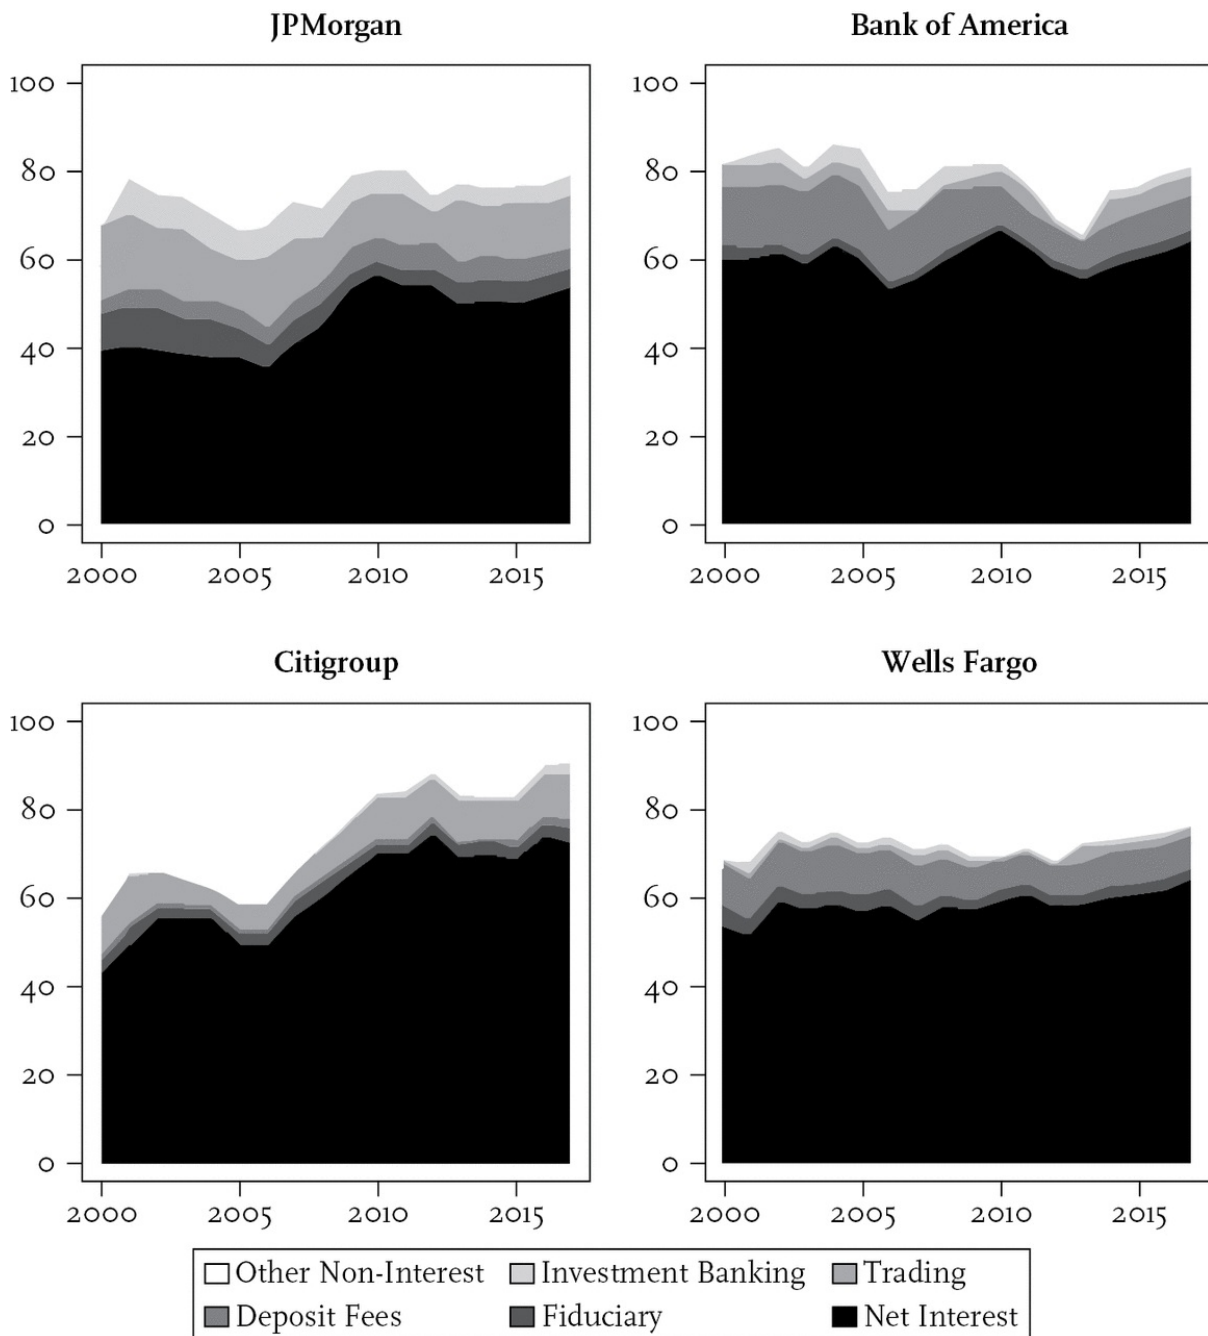 JPMorgan
100
80
60
40
20
0
2000 2005 2010 2015
Bank of America
100
80
60
40
20
0
2000 2005 2010 2015
Citigroup
100
80
60
40
20
0
2000 2005 2010 2015
Wells Fargo
100
80
60
40
20
0
2000 2005 2010 2015
Other Non-Interest Investment Banking Trading
Deposit Fees Fiduciary Net Interest